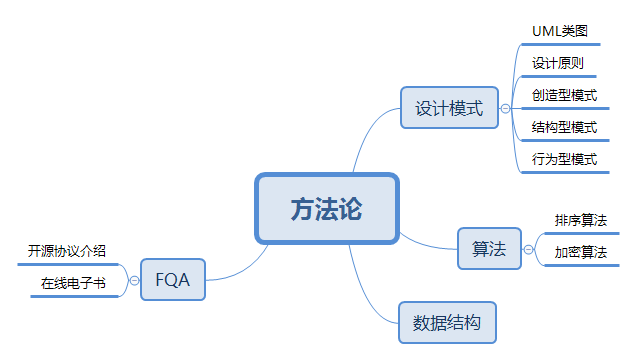 方法论
设计模式
UML类图
设计原则
创造型模式
结构型模式
行为型模式
算法
排序算法
加密算法
数据结构
FQA
开源协议介绍
在线电子书